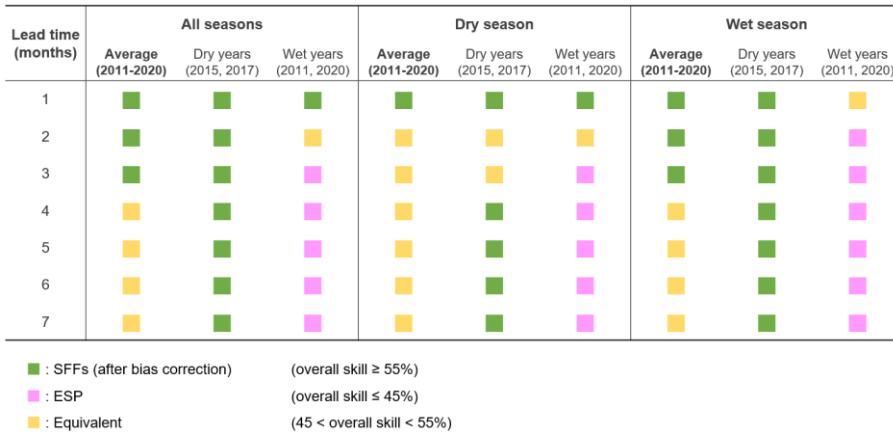 Lead time (months) All seasons Dry season Wet season
Average (2011-2020) Dry years (2015, 2017) Wet years (2011, 2020) Average (2011-2020) Dry years (2015, 2017) Wet years (2011, 2020) Average (2011-2020) Dry years (2015, 2017) Wet years (2011, 2020)
1
2
3
4
5
6
7
: SFFs (after bias correction) (overall skill ≥ 55%)
: ESP (overall skill ≤ 45%)
: Equivalent (45 < overall skill < 55%)